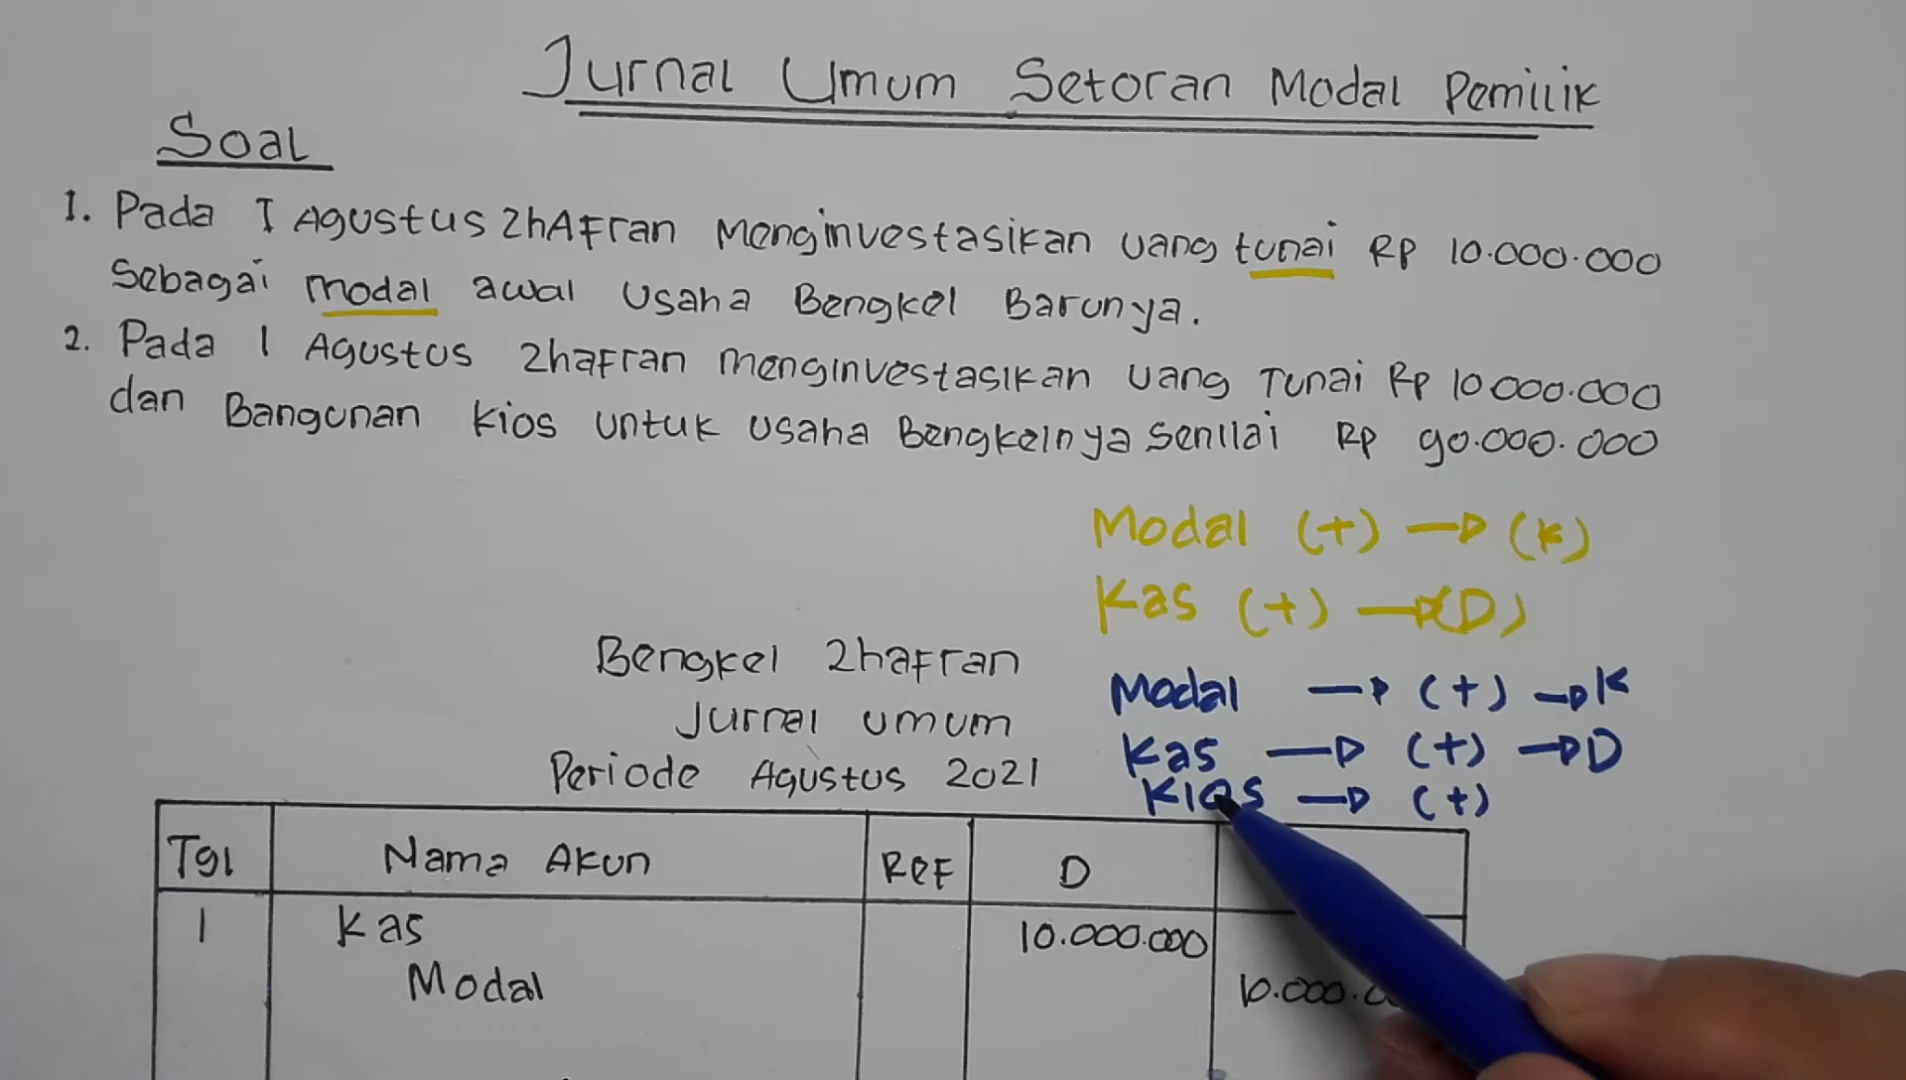 Jurnal Umum Setoran Modal Pemilik
Soal
1. Pada 1 Agustus Zhafran Menginvestasikan uang tunai Rp 10.000.000
Sebagai modal awal Usaha Bengkel Barunya.
2. Pada 1 Agustus Zhafran menginvestasikan uang Tunai Rp 10.000.000
dan Bangunan Kios untuk usaha Bengkelnya Senilai Rp 90.000.000
Modal (+) → (K)
Kas (+) → (D)
Bengkel Zhafran
Jurnal umum
Periode Agustus 2021
Modal → (+) → K
Kas → (+) → D
Kios → (+)
Tgl Nama Akun Ref D
1 Kas 10.000.000
Modal